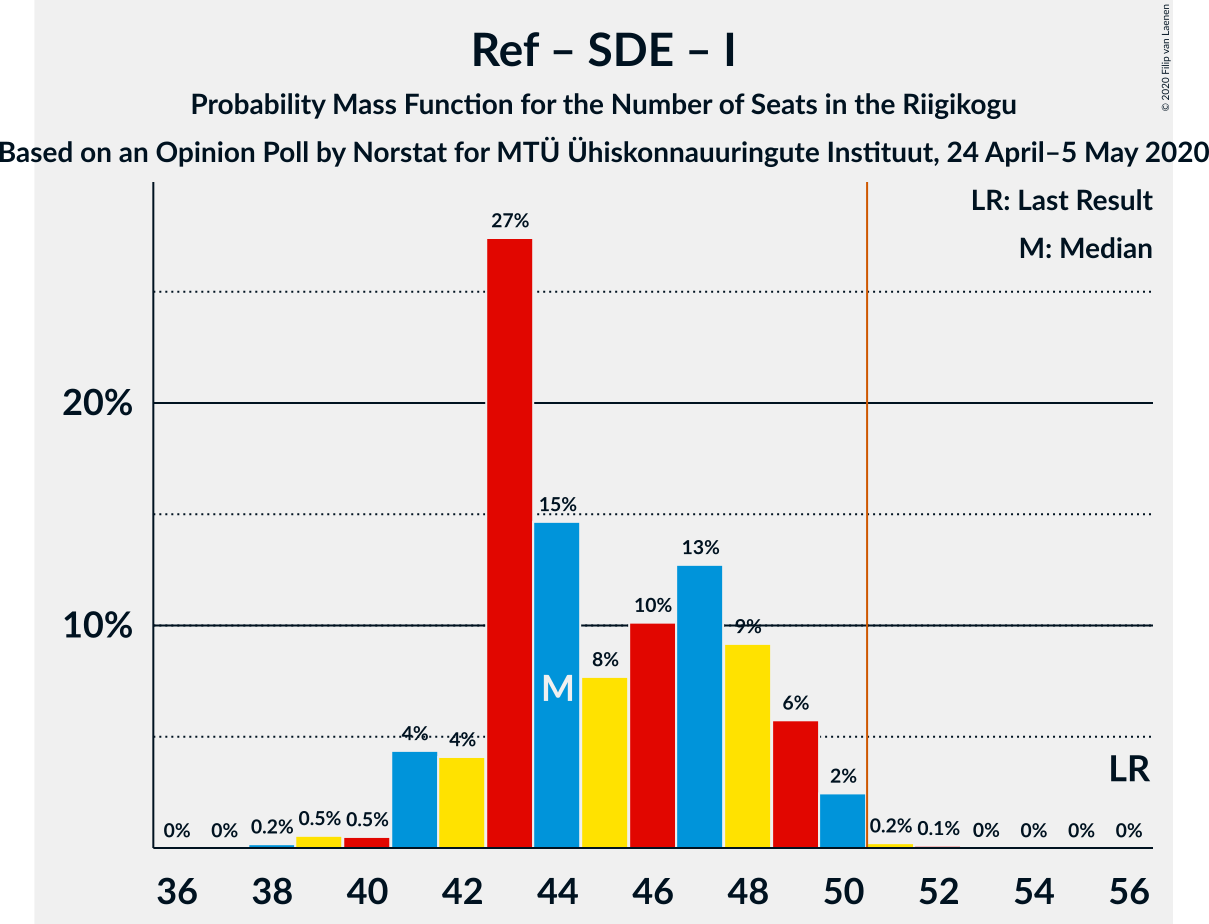 Ref – SDE – I
Probability Mass Function for the Number of Seats in the Riigikogu
Based on an Opinion Poll by Norstat for MTÜ Ühiskonnauuringute Instituut, 24 April–5 May 2020
© 2020 Filip van Laenen
LR: Last Result
M: Median
27%
20%
15%
13%
10%
10%
9%
8%
M
6%
4%
4%
LR
2%
0%
0%
0.2%
0.5%
0.5%
0.2%
0.1%
0%
0%
0%
0%
36 38 40 42 44 46 48 50 52 54 56